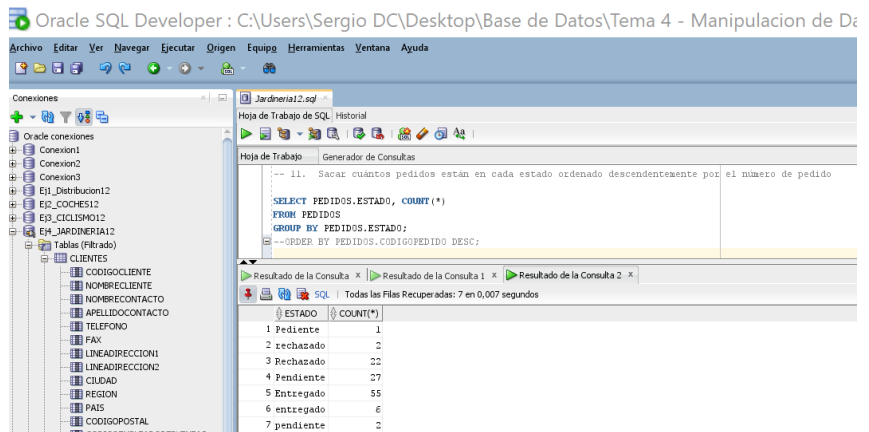 Oracle SQL Developer : C:\Users\Sergio DC\Desktop\Base de Datos\Tema 4 - Manipulacion de Da
Archivo Editar Ver Navegar Ejecutar Origen Equipo Herramientas Ventana Ayuda
Conexiones
Oracle conexiones
Conexion1
Conexion2
Conexion3
Ej1_Distribucion12
Ej2_COCHES12
Ej3_CICLISMO12
Ej4_JARDINERIA12
Tablas (Filtrado)
CLIENTES
CODIGOCLIENTE
NOMBRECLIENTE
NOMBRECONTACTO
APELLIDOCONTACTO
TELEFONO
FAX
LINEADIRECCION1
LINEADIRECCION2
CIUDAD
REGION
PAIS
CODIGOPOSTAL
Jardineria12.sql
Hoja de Trabajo de SQL Historial
Hoja de Trabajo Generador de Consultas
-- 11. Sacar cuántos pedidos están en cada estado ordenado descendentemente por el número de pedido
SELECT PEDIDOS.ESTADO, COUNT(*)
FROM PEDIDOS
GROUP BY PEDIDOS.ESTADO;
--ORDER BY PEDIDOS.CODIGOPEDIDO DESC;
Resultado de la Consulta x Resultado de la Consulta 1 x Resultado de la Consulta 2 x
SQL | Todas las Filas Recuperadas: 7 en 0,007 segundos
ESTADO COUNT(*)
1 Pediente 1
2 rechazado 2
3 Rechazado 22
4 Pendiente 27
5 Entregado 55
6 entregado 6
7 pendiente 2